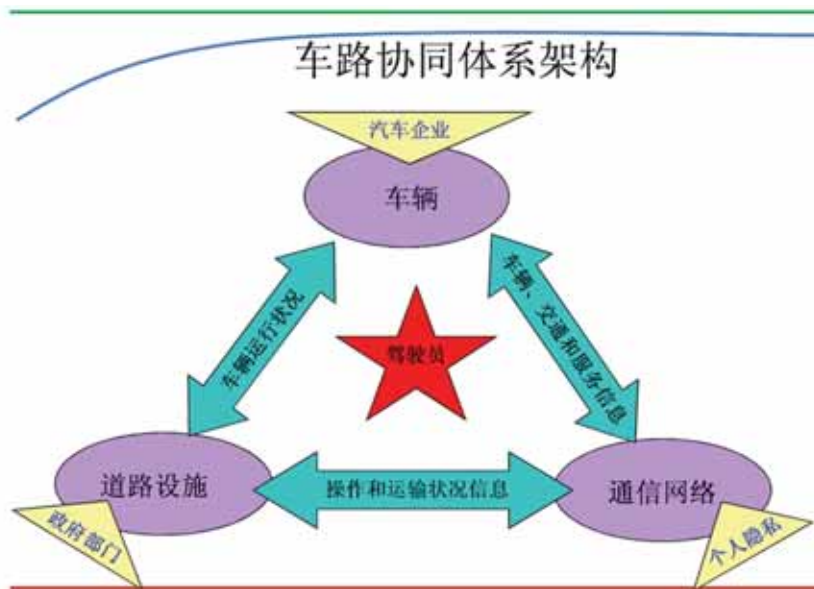 车路协同体系架构
汽车企业
车辆
车辆运行状况
车辆、交通和服务信息
驾驶员
道路设施
操作和运输状况信息
通信网络
政府部门
个人隐私